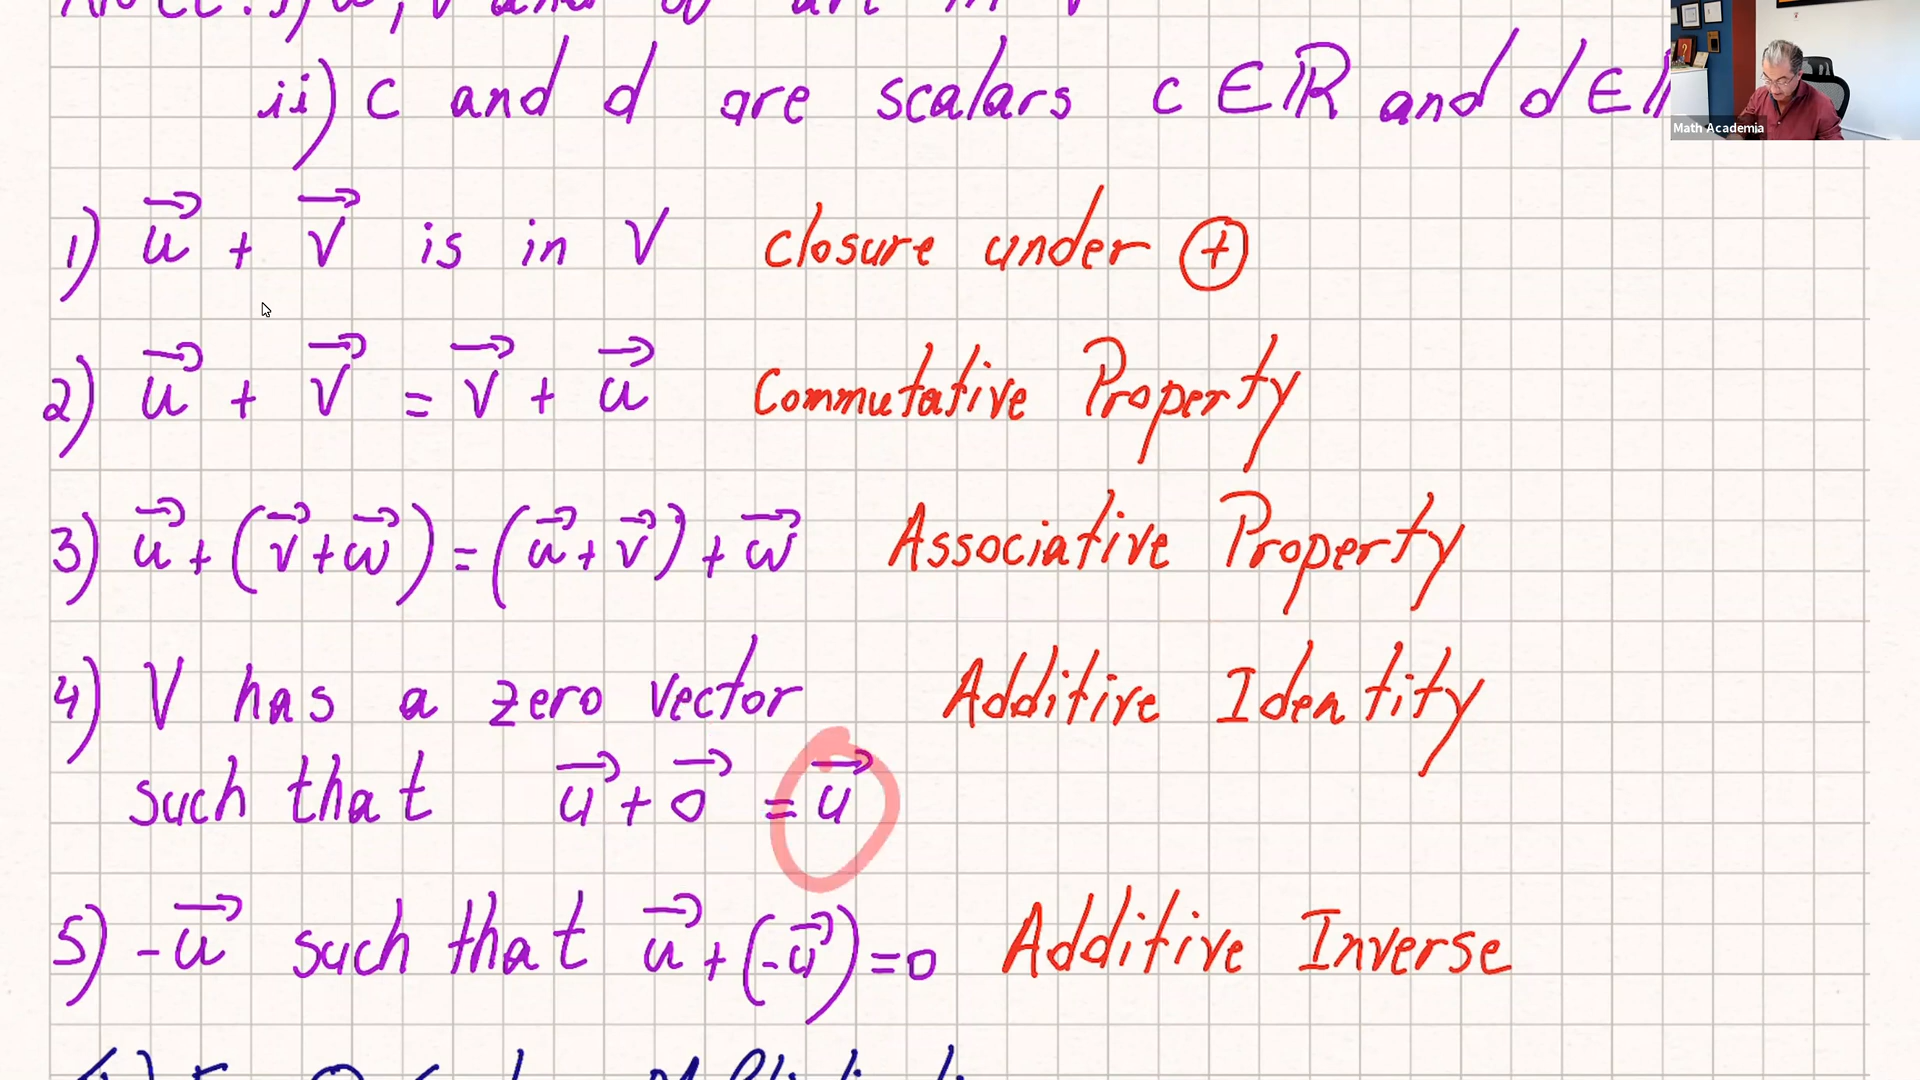 ii) c and d are scalars c ∈ ℝ and d ∈
Math Academia
1) u⃗ + v⃗ is in V closure under ⊕
2) u⃗ + v⃗ = v⃗ + u⃗ Commutative Property
3) u⃗ + (v⃗ + w⃗) = (u⃗ + v⃗) + w⃗ Associative Property
4) V has a zero vector Additive Identity
such that u⃗ + 0⃗ = u⃗
5) -u⃗ such that u⃗ + (-u⃗) = 0 Additive Inverse